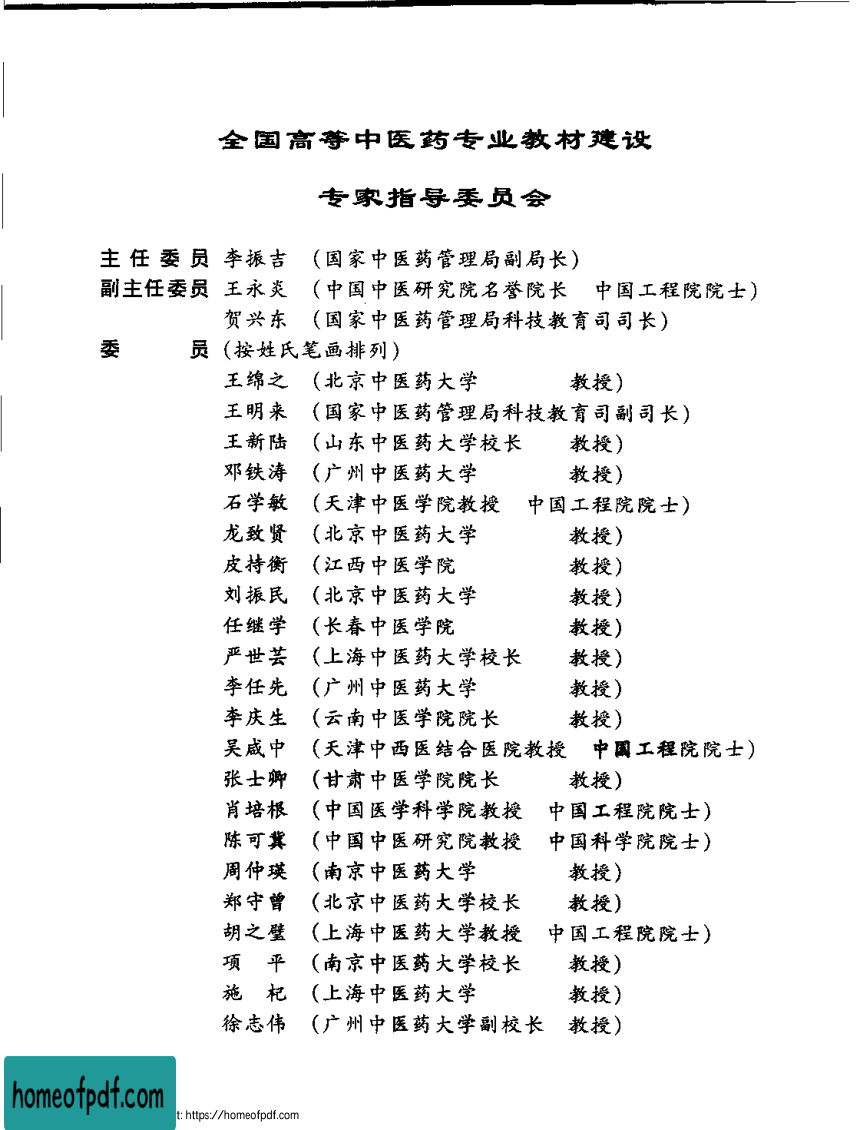 全国高等中医药专业教材建设
专家指导委员会
主任委员 李振吉 (国家中医药管理局副局长)
副主任委员 王永炎 (中国中医研究院名誉院长 中国工程院院士)
贺兴东 (国家中医药管理局科技教育司司长)
委 员 (按姓氏笔画排列)
王绵之 (北京中医药大学 教授)
王明来 (国家中医药管理局科技教育司副司长)
王新陆 (山东中医药大学校长 教授)
邓铁涛 (广州中医药大学 教授)
石学敏 (天津中医学院教授 中国工程院院士)
龙致贤 (北京中医药大学 教授)
皮持衡 (江西中医学院 教授)
刘振民 (北京中医药大学 教授)
任继学 (长春中医学院 教授)
严世芸 (上海中医药大学校长 教授)
李任先 (广州中医药大学 教授)
李庆生 (云南中医学院院长 教授)
吴咸中 (天津中西医结合医院教授 中国工程院院士)
张士卿 (甘肃中医学院院长 教授)
肖培根 (中国医学科学院教授 中国工程院院士)
陈可冀 (中国中医研究院教授 中国科学院院士)
周仲瑛 (南京中医药大学 教授)
郑守曾 (北京中医药大学校长 教授)
胡之璧 (上海中医药大学教授 中国工程院院士)
项 平 (南京中医药大学校长 教授)
施 杞 (上海中医药大学 教授)
徐志伟 (广州中医药大学副校长 教授)
homeofpdf.com
t: https://homeofpdf.com